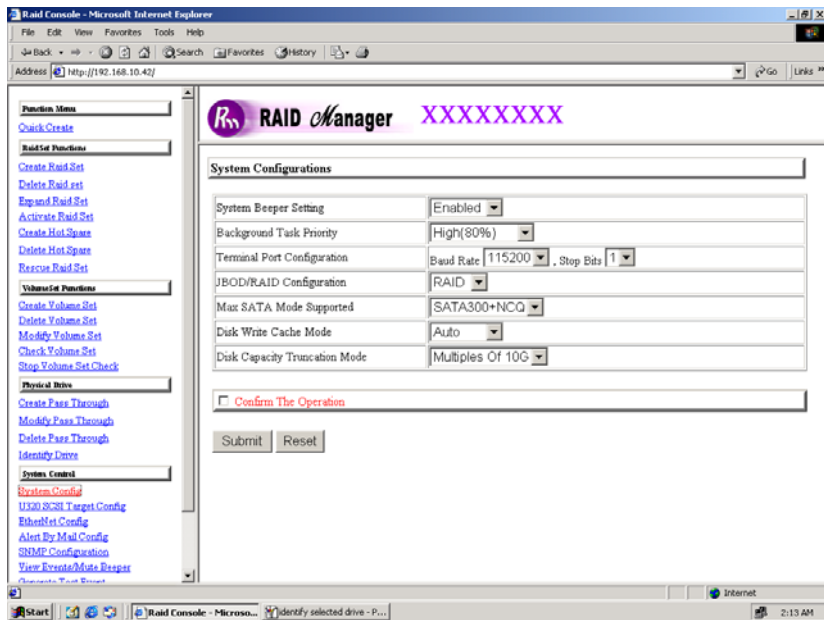 Raid Console - Microsoft Internet Explorer
File Edit View Favorites Tools Help
Back Search Favorites History
Address http://192.168.10.42/ Go Links »
Function Menu
Quick Create
RaidSet Functions
Create Raid Set
Delete Raid set
Expand Raid Set
Activate Raid Set
Create Hot Spare
Delete Hot Spare
Rescue Raid Set
VolumeSet Functions
Create Volume Set
Delete Volume Set
Modify Volume Set
Check Volume Set
Stop Volume Set Check
Physical Drive
Create Pass Through
Modify Pass Through
Delete Pass Through
Identify Drive
System Control
System Config
U320 SCSI Target Config
EtherNet Config
Alert By Mail Config
SNMP Configuration
View Events/Mute Beeper
Generate Test Event
Rm RAID Manager XXXXXXXX
System Configurations
System Beeper Setting Enabled
Background Task Priority High(80%)
Terminal Port Configuration Baud Rate 115200 , Stop Bits 1
JBOD/RAID Configuration RAID
Max SATA Mode Supported SATA300+NCQ
Disk Write Cache Mode Auto
Disk Capacity Truncation Mode Multiples Of 10G
Confirm The Operation
Submit Reset
Internet
Start Raid Console - Microso... identify selected drive - P... 2:13 AM